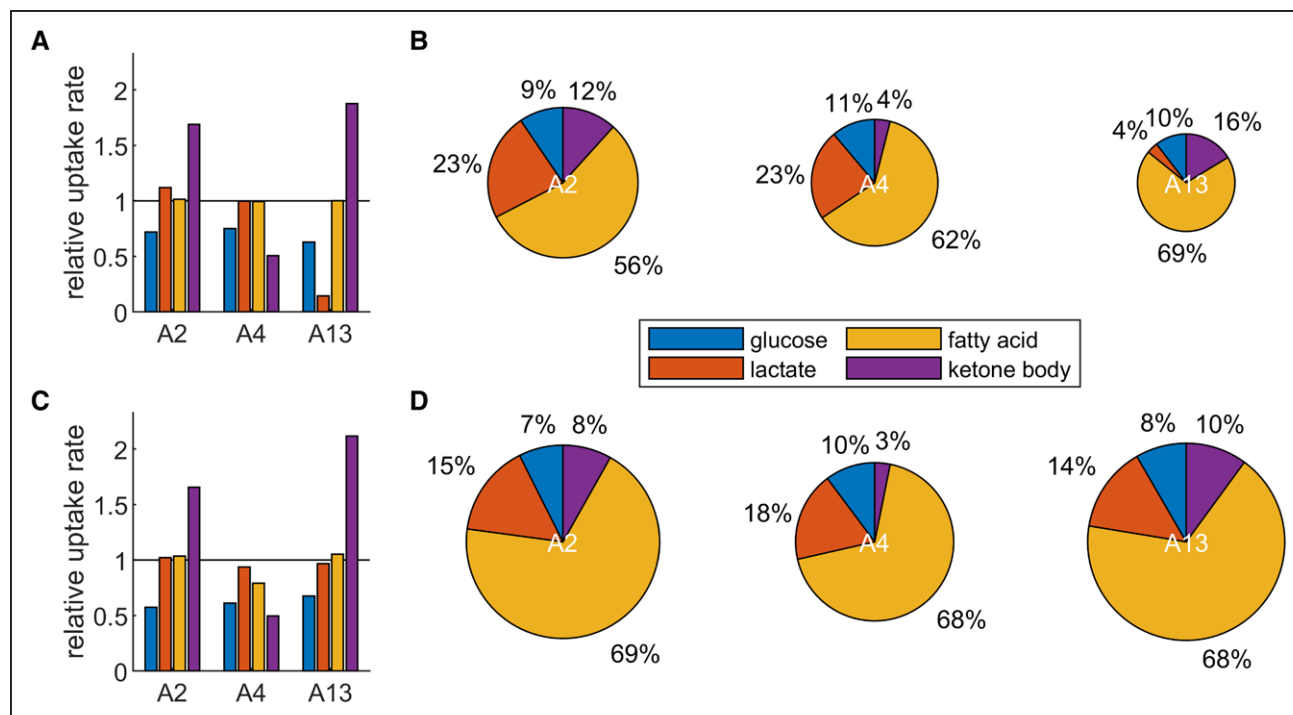 A
relative uptake rate
2
1.5
1
0.5
0
A2 A4 A13
B
9% 12%
23%
A2
56%
11% 4%
23%
A4
62%
4% 10% 16%
A13
69%
glucose fatty acid
lactate ketone body
C
relative uptake rate
2
1.5
1
0.5
0
A2 A4 A13
D
7% 8%
15%
A2
69%
10% 3%
18%
A4
68%
8% 10%
14%
A13
68%